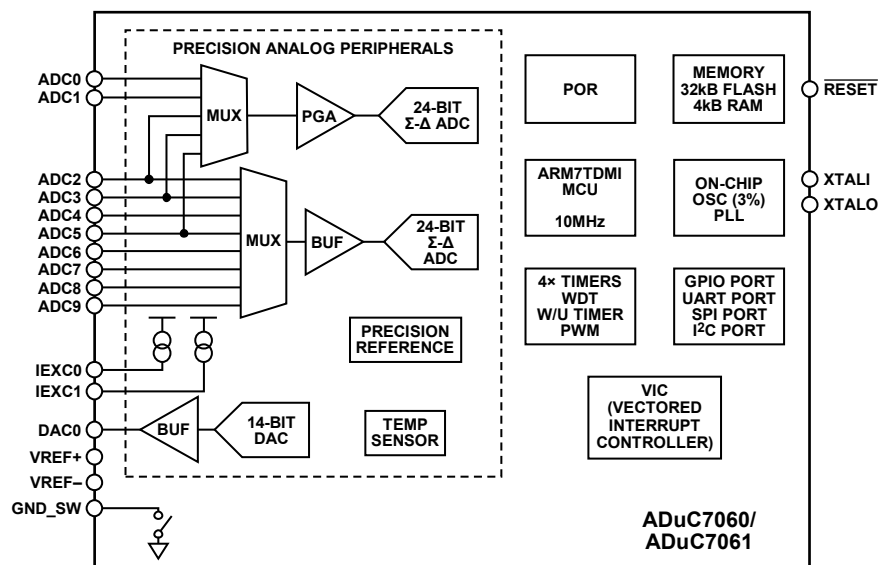 PRECISION ANALOG PERIPHERALS
ADC0
ADC1
MUX
PGA
24-BIT
Σ-Δ ADC
ADC2
ADC3
ADC4
ADC5
ADC6
ADC7
ADC8
ADC9
MUX
BUF
24-BIT
Σ-Δ
ADC
PRECISION
REFERENCE
IEXC0
IEXC1
DAC0
BUF
14-BIT
DAC
TEMP
SENSOR
VREF+
VREF–
GND_SW
POR
MEMORY
32kB FLASH
4kB RAM
RESET
ARM7TDMI
MCU
10MHz
ON-CHIP
OSC (3%)
PLL
XTALI
XTALO
4× TIMERS
WDT
W/U TIMER
PWM
GPIO PORT
UART PORT
SPI PORT
I2C PORT
VIC
(VECTORED
INTERRUPT
CONTROLLER)
ADuC7060/
ADuC7061